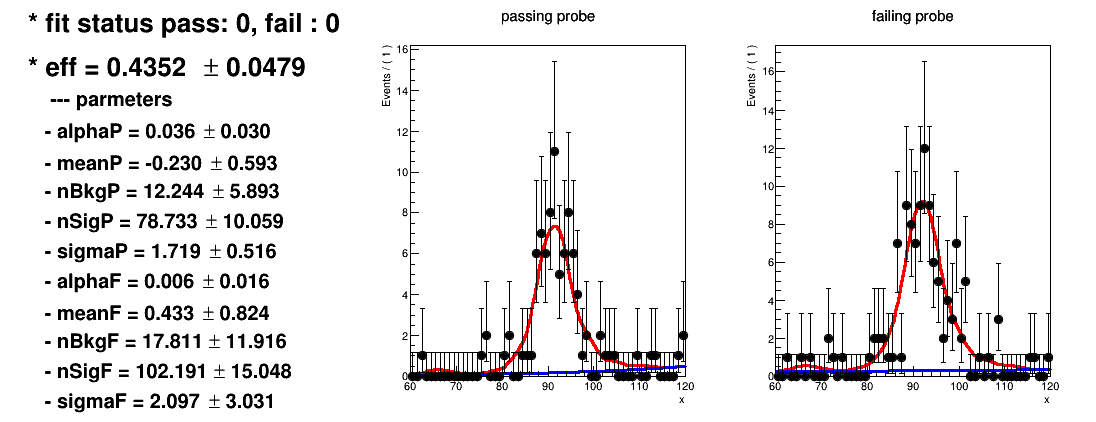 * fit status pass: 0, fail : 0
* eff = 0.4352 ± 0.0479
--- parmeters
- alphaP = 0.036 ± 0.030
- meanP = -0.230 ± 0.593
- nBkgP = 12.244 ± 5.893
- nSigP = 78.733 ± 10.059
- sigmaP = 1.719 ± 0.516
- alphaF = 0.006 ± 0.016
- meanF = 0.433 ± 0.824
- nBkgF = 17.811 ± 11.916
- nSigF = 102.191 ± 15.048
- sigmaF = 2.097 ± 3.031
passing probe
Events / ( 1 )
16
14
12
10
8
6
4
2
0
60 70 80 90 100 110 120
x
failing probe
Events / ( 1 )
16
14
12
10
8
6
4
2
0
60 70 80 90 100 110 120
x